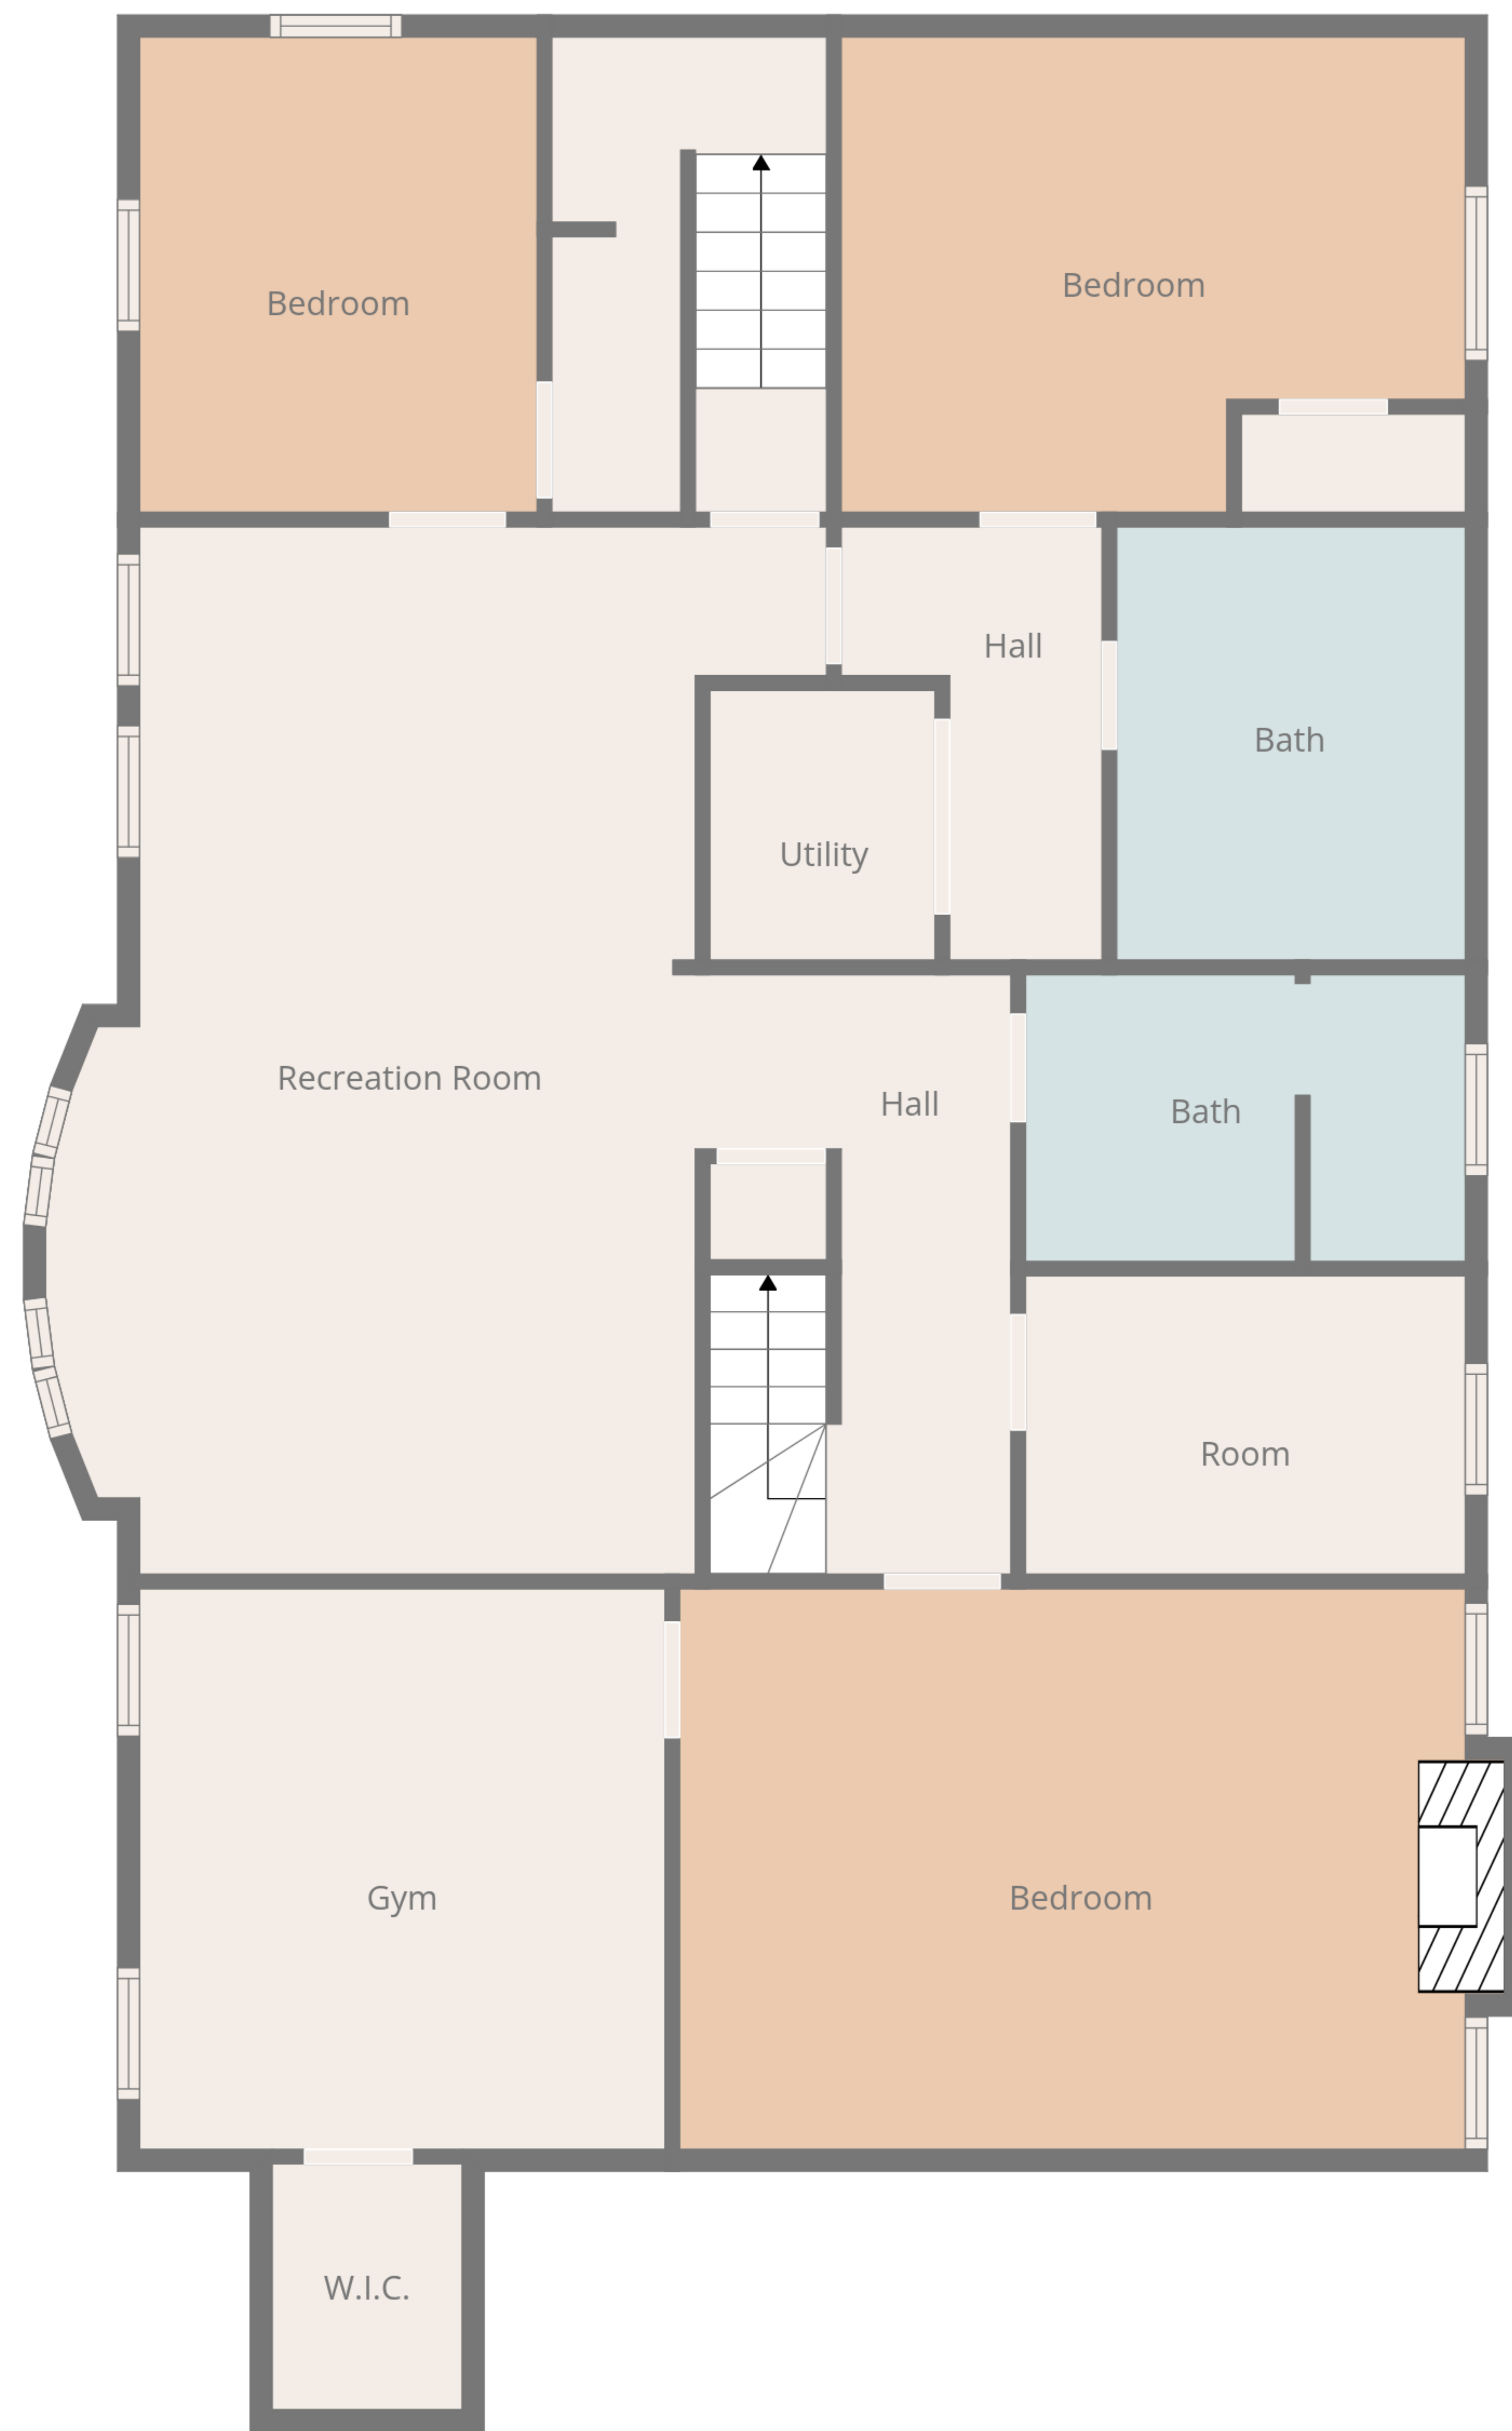 Bedroom
Bedroom
Hall
Bath
Utility
Recreation Room
Hall
Bath
Room
Gym
Bedroom
W.I.C.